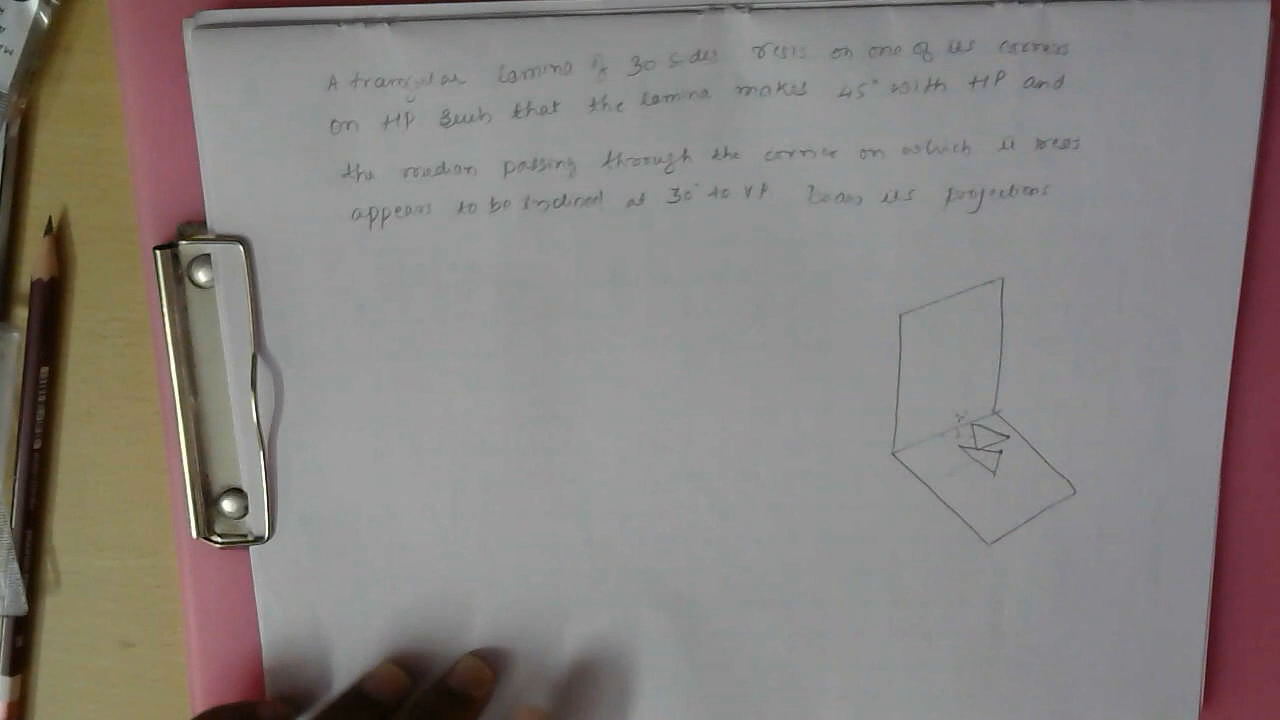 A triangular lamina of 30 sides rests on one of its corners
on HP such that the lamina makes 45° with HP and
the median passing through the corner on which it rests
appears to be inclined at 30° to VP its projections